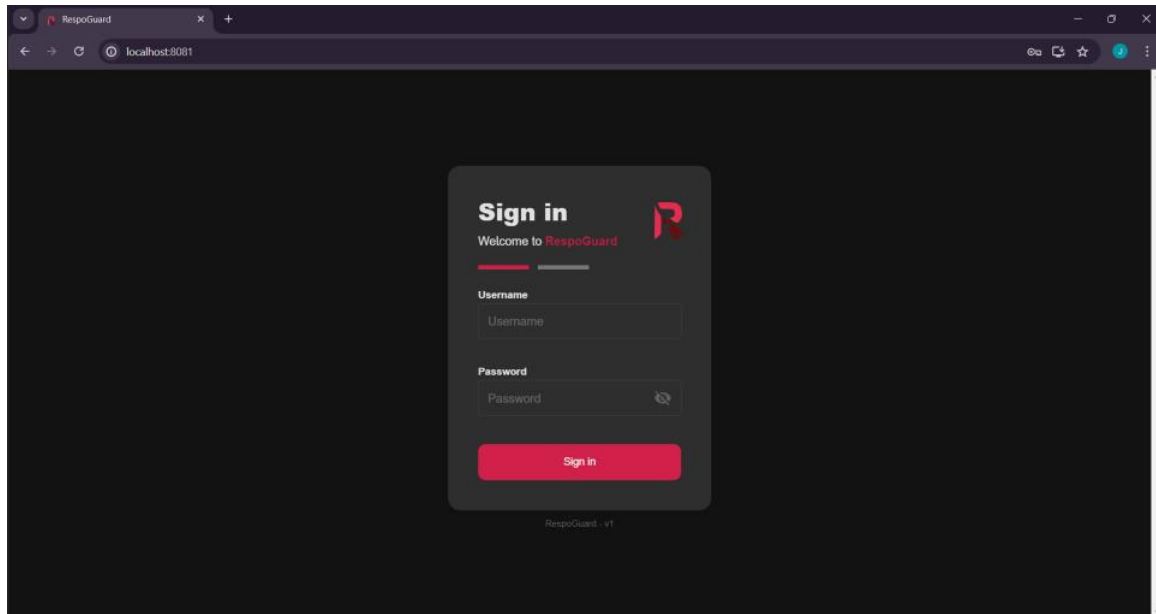 RespoGuard
localhost:8081
J
Sign in
Welcome to RespoGuard
Username
Username
Password
Password
Sign in
RespoGuard - v1